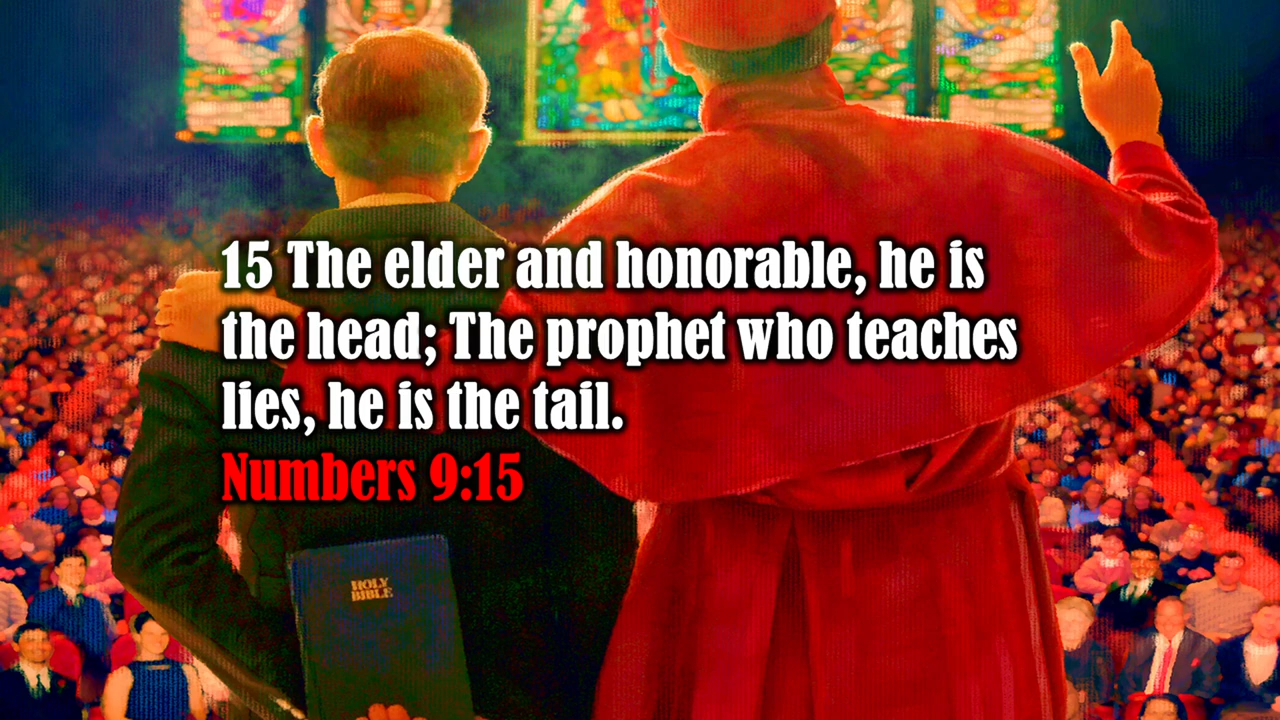 15 The elder and honorable, he is
the head; The prophet who teaches
lies, he is the tail.
Numbers 9:15
HOLY
BIBLE